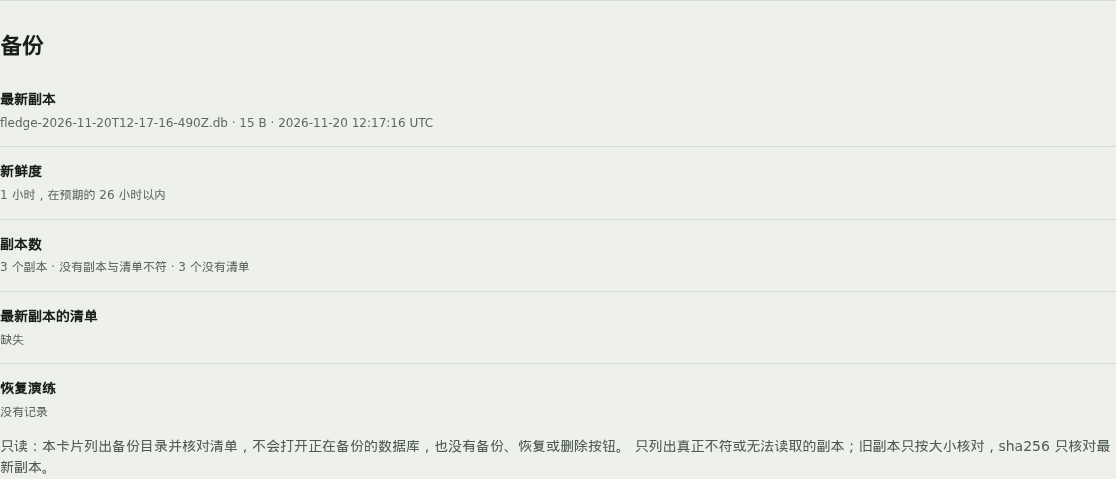 备份
最新副本
fledge-2026-11-20T12-17-16-490Z.db · 15 B · 2026-11-20 12:17:16 UTC
新鲜度
1 小时，在预期的 26 小时以内
副本数
3 个副本 · 没有副本与清单不符 · 3 个没有清单
最新副本的清单
缺失
恢复演练
没有记录
只读：本卡片列出备份目录并核对清单，不会打开正在备份的数据库，也没有备份、恢复或删除按钮。 只列出真正不符或无法读取的副本；旧副本只按大小核对，sha256 只核对最
新副本。